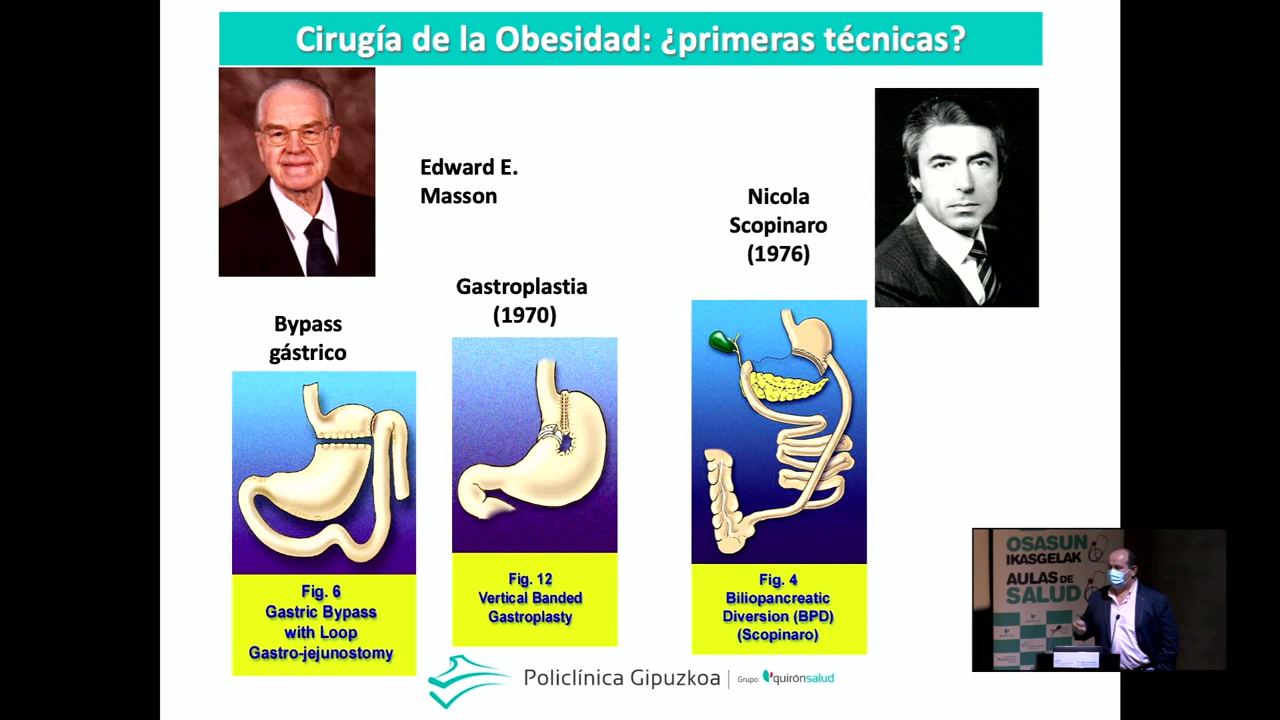 Cirugía de la Obesidad: ¿primeras técnicas?
Edward E.
Masson
Nicola
Scopinaro
(1976)
Gastroplastia
(1970)
Bypass
gástrico
Fig. 6
Gastric Bypass
with Loop
Gastro-jejunostomy
Fig. 12
Vertical Banded
Gastroplasty
Fig. 4
Biliopancreatic
Diversion (BPD)
(Scopinaro)
Policlínica Gipuzkoa
Grupo quirónsalud
OSASUN
IKASGELAK
AULAS DE
SALUD